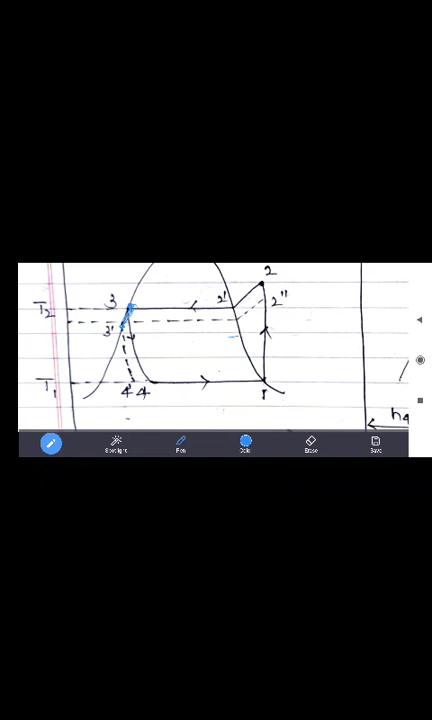 2
T₂ 3 2' 2"
3'
T₁ 4' 4 1
h4
Spotlight Pen Color Erase Save